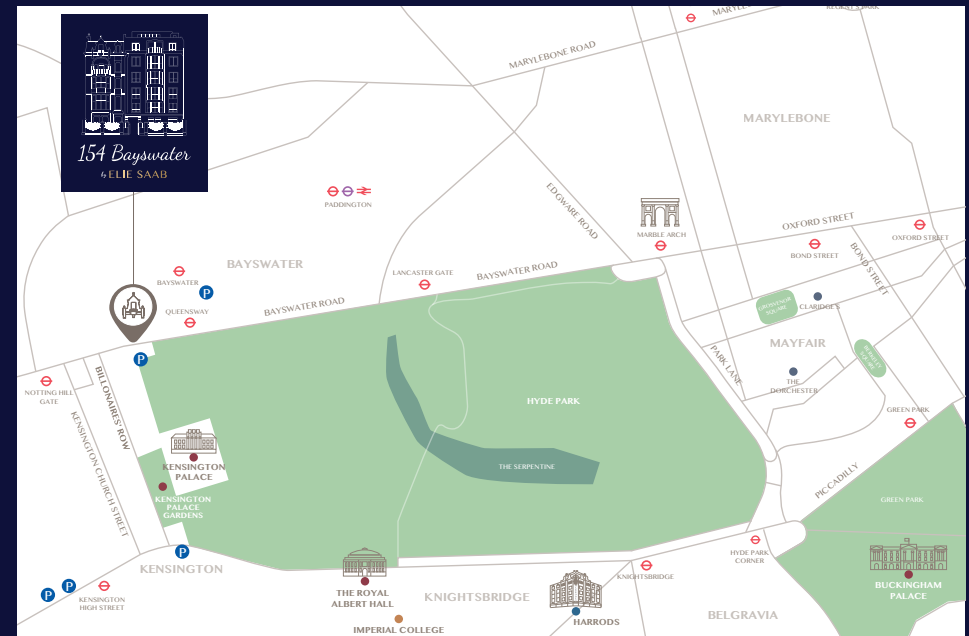 154 Bayswater
by ELIE SAAB
MARYLEBONE ROAD
MARYLEBONE
PADDINGTON
EDGWARE ROAD
MARBLE ARCH
OXFORD STREET
OXFORD STREET
BOND STREET
BOND STREET
BAYSWATER
BAYSWATER
LANCASTER GATE
BAYSWATER ROAD
BAYSWATER ROAD
QUEENSWAY
GROSVENOR
SQUARE
CLARIDGE'S
MAYFAIR
BERKELEY
SQUARE
PARK LANE
THE
DORCHESTER
NOTTING HILL
GATE
BILLONAIRES' ROW
KENSINGTON CHURCH STREET
HYDE PARK
GREEN PARK
KENSINGTON
PALACE
THE SERPENTINE
PICCADILLY
KENSINGTON
PALACE
GARDENS
GREEN PARK
HYDE PARK
CORNER
KENSINGTON
KNIGHTSBRIDGE
BUCKINGHAM
PALACE
KENSINGTON
HIGH STREET
THE ROYAL
ALBERT HALL
KNIGHTSBRIDGE
HARRODS
BELGRAVIA
IMPERIAL COLLEGE
P
P
P
P
P